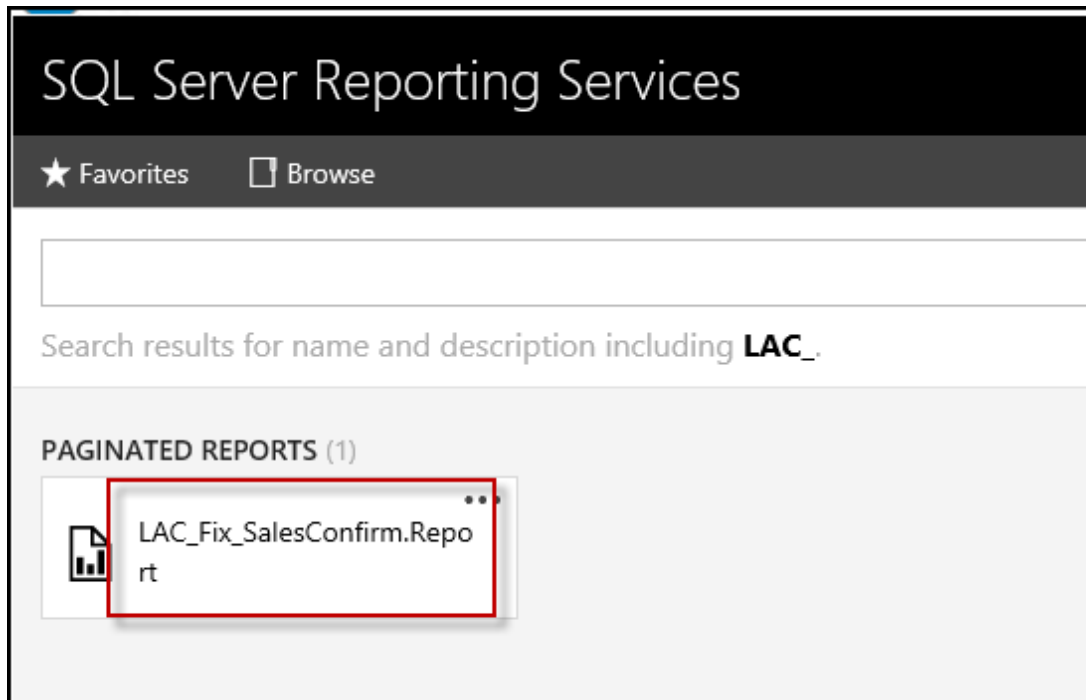 SQL Server Reporting Services
Favorites Browse
Search results for name and description including LAC_.
PAGINATED REPORTS (1)
LAC_Fix_SalesConfirm.Repo
rt